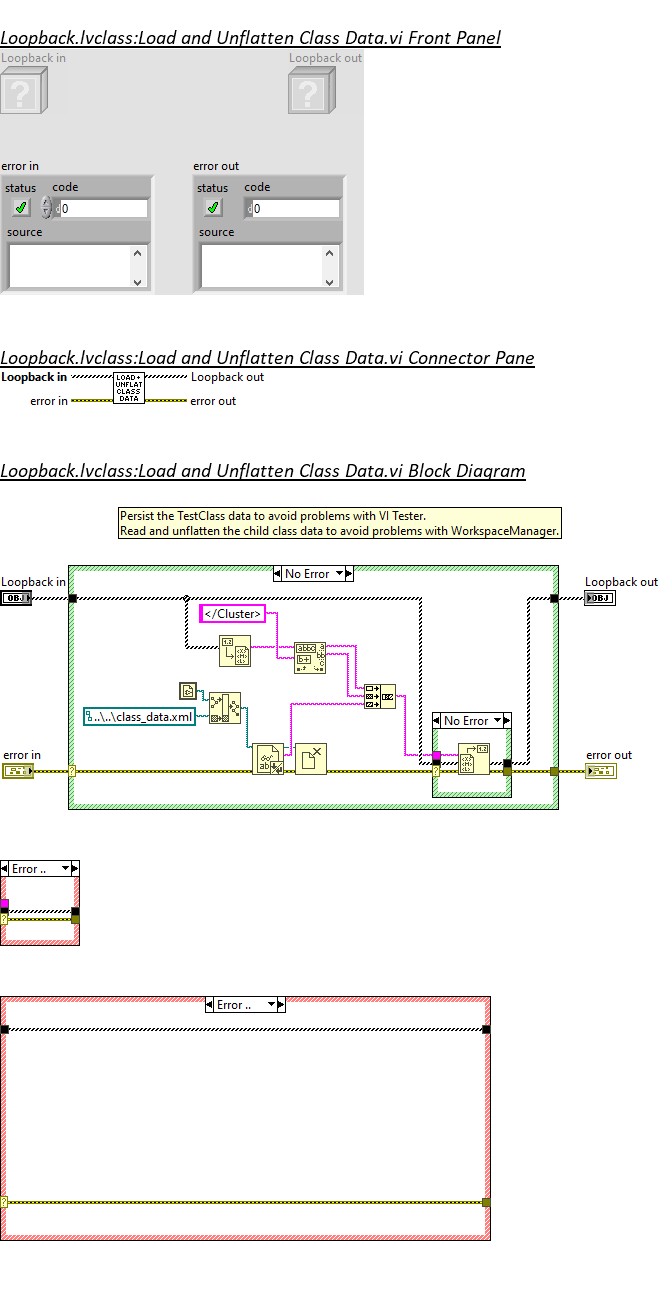 Loopback.lvclass:Load and Unflatten Class Data.vi Front Panel
Loopback in
Loopback out
error in
error out
status code
status code
0
0
source
source
Loopback.lvclass:Load and Unflatten Class Data.vi Connector Pane
Loopback in
LOAD+
UNFLAT
CLASS
DATA
Loopback out
error in
error out
Loopback.lvclass:Load and Unflatten Class Data.vi Block Diagram
Persist the TestClass data to avoid problems with VI Tester.
Read and unflatten the child class data to avoid problems with WorkspaceManager.
No Error
Loopback in
Loopback out
OBJ
OBJ
</Cluster>
..\..\class_data.xml
No Error
error in
error out
Error ..
Error ..